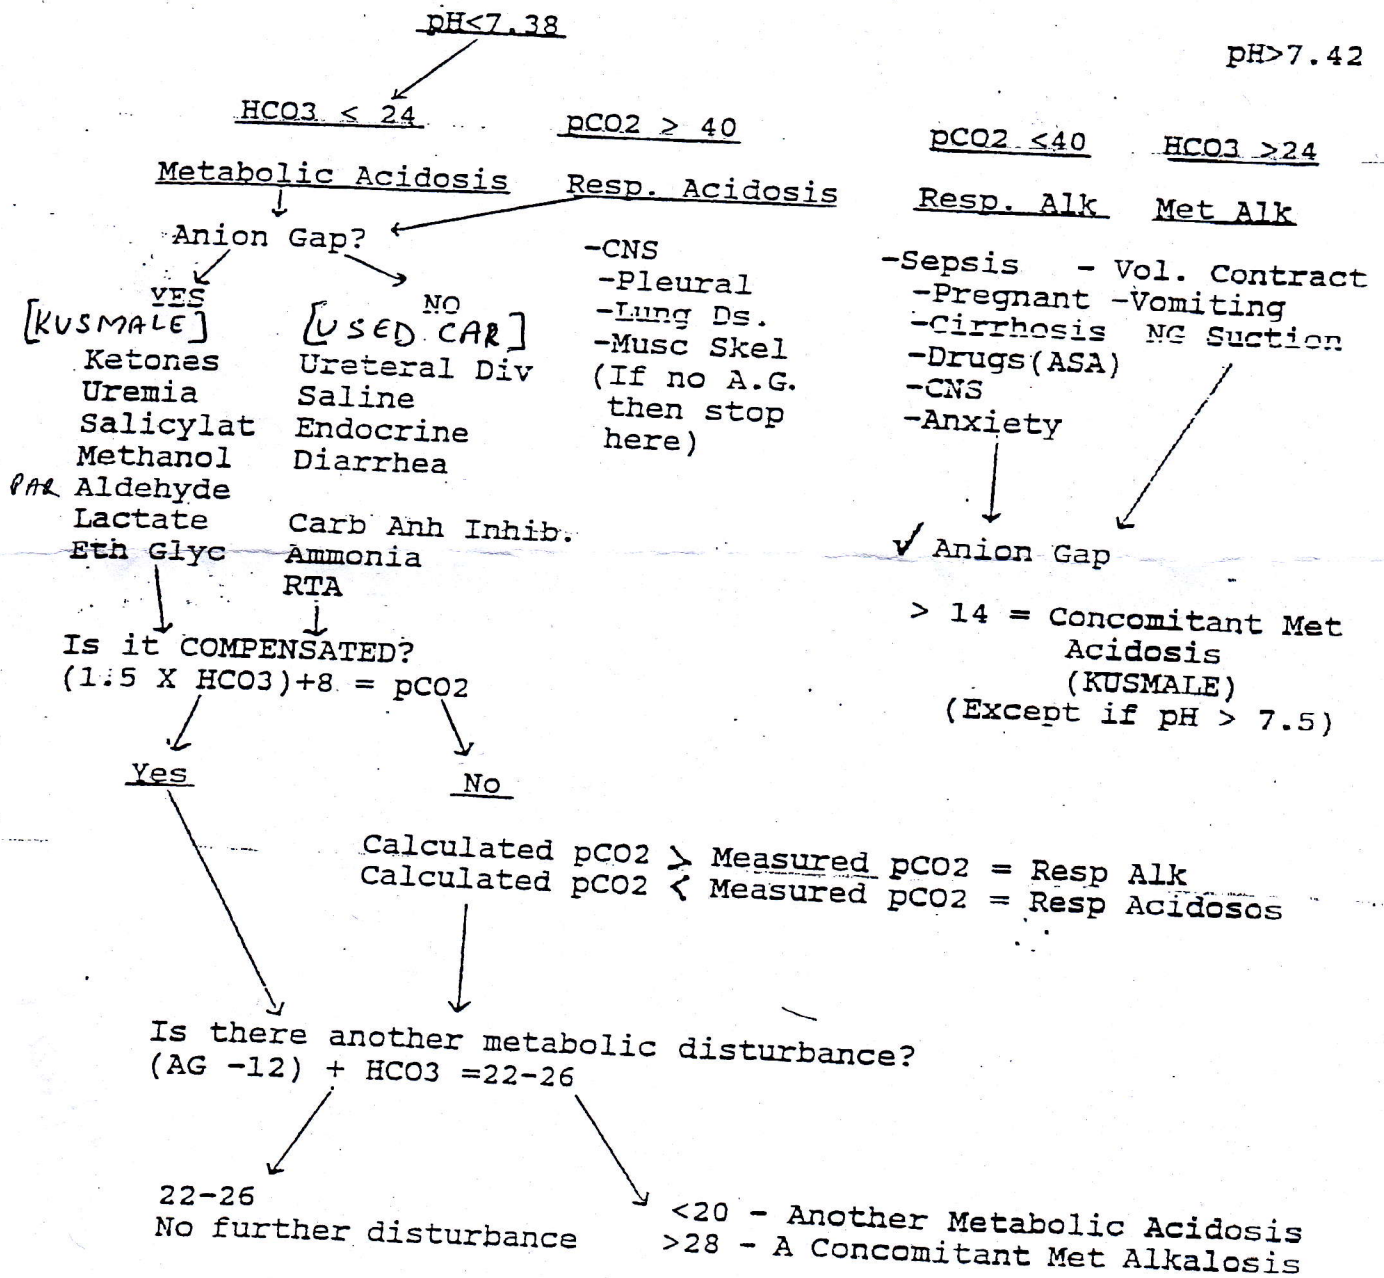 pH<7.38
pH>7.42
HCO3 < 24
pCO2 ≥ 40
pCO2 <40
HCO3 >24
Metabolic Acidosis
Resp. Acidosis
Resp. Alk
Met Alk
Anion Gap?
YES
[KUSMALE]
Ketones
Uremia
Salicylat
Methanol
PAR Aldehyde
Lactate
Eth Glyc
NO
[USED CAR]
Ureteral Div
Saline
Endocrine
Diarrhea
Carb Anh Inhib.
Ammonia
RTA
-CNS
-Pleural
-Lung Ds.
-Musc Skel
(If no A.G.
then stop
here)
-Sepsis
-Pregnant
-Cirrhosis
-Drugs(ASA)
-CNS
-Anxiety
- Vol. Contract
-Vomiting
NG Suction
✓ Anion Gap
> 14 = Concomitant Met
Acidosis
(KUSMALE)
(Except if pH > 7.5)
Is it COMPENSATED?
(1.5 X HCO3)+8 = pCO2
Yes
No
Calculated pCO2 > Measured pCO2 = Resp Alk
Calculated pCO2 < Measured pCO2 = Resp Acidosos
Is there another metabolic disturbance?
(AG -12) + HCO3 =22-26
22-26
No further disturbance
<20 - Another Metabolic Acidosis
>28 - A Concomitant Met Alkalosis